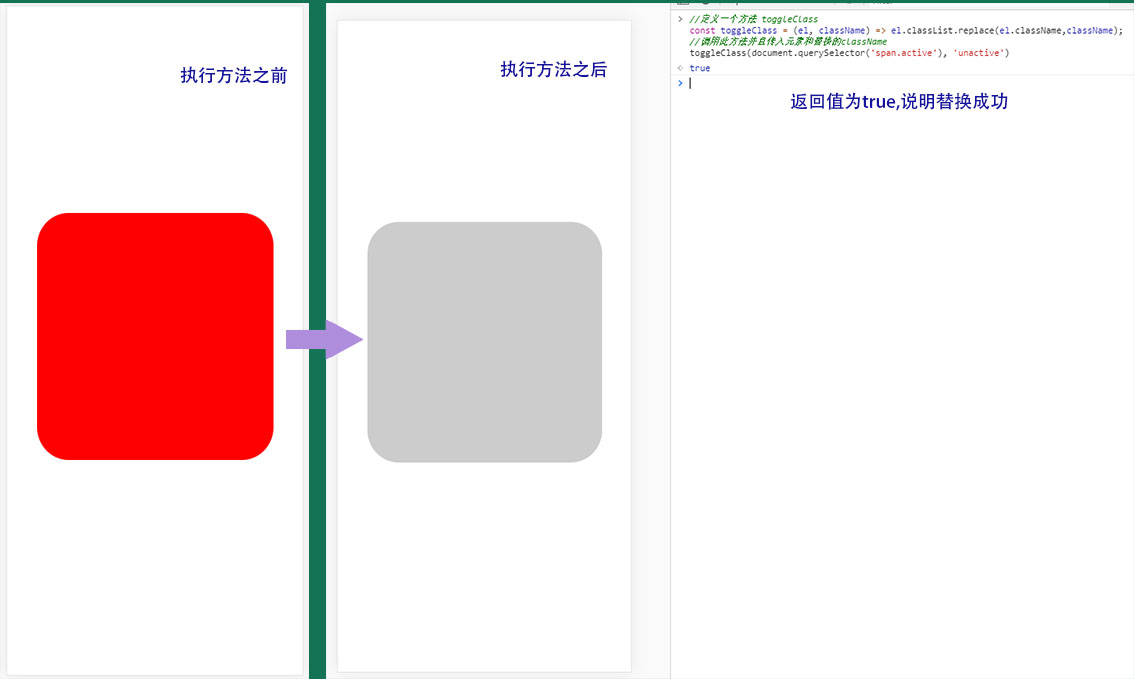 执行方法之前
执行方法之后
//定义一个方法 toggleClass
const toggleClass = (el, className) => el.classList.replace(el.className,className);
//调用此方法并且传入元素和替换的className
toggleClass(document.querySelector('span.active'), 'unactive')
true
返回值为true,说明替换成功